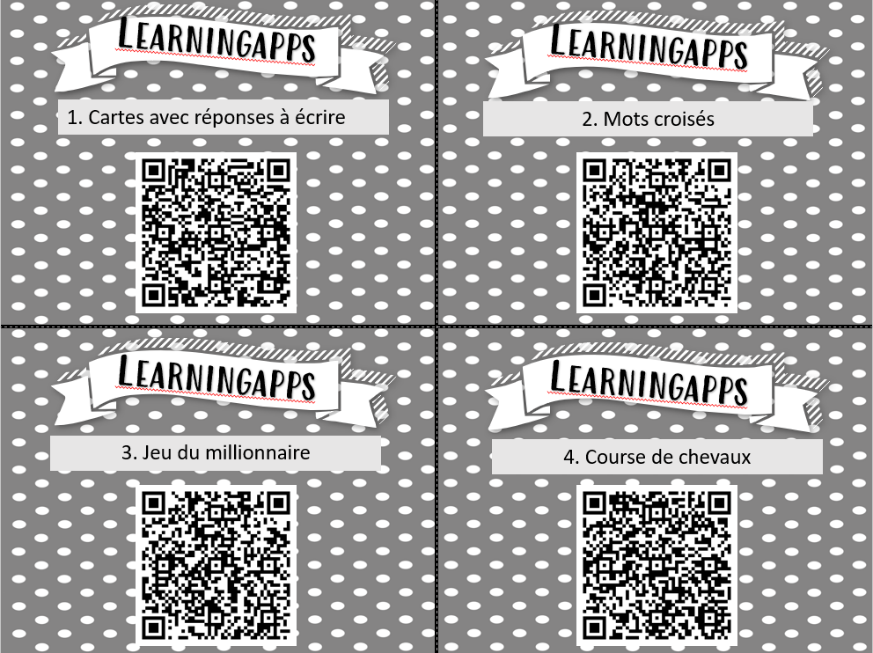 LEARNINGAPPS
1. Cartes avec réponses à écrire
LEARNINGAPPS
2. Mots croisés
LEARNINGAPPS
3. Jeu du millionnaire
LEARNINGAPPS
4. Course de chevaux